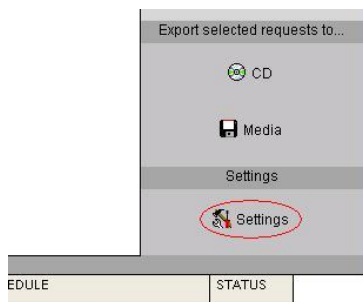 Export selected requests to...
CD
Media
Settings
Settings
EDULE STATUS